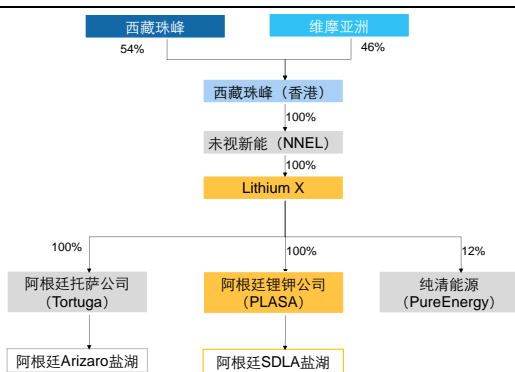 西藏珠峰
维摩亚洲
54%
46%
西藏珠峰（香港）
100%
未视新能（NNEL）
100%
Lithium X
100%
100%
12%
阿根廷托萨公司
（Tortuga）
阿根廷锂钾公司
（PLASA）
纯清能源
（PureEnergy）
阿根廷Arizaro盐湖
阿根廷SDLA盐湖